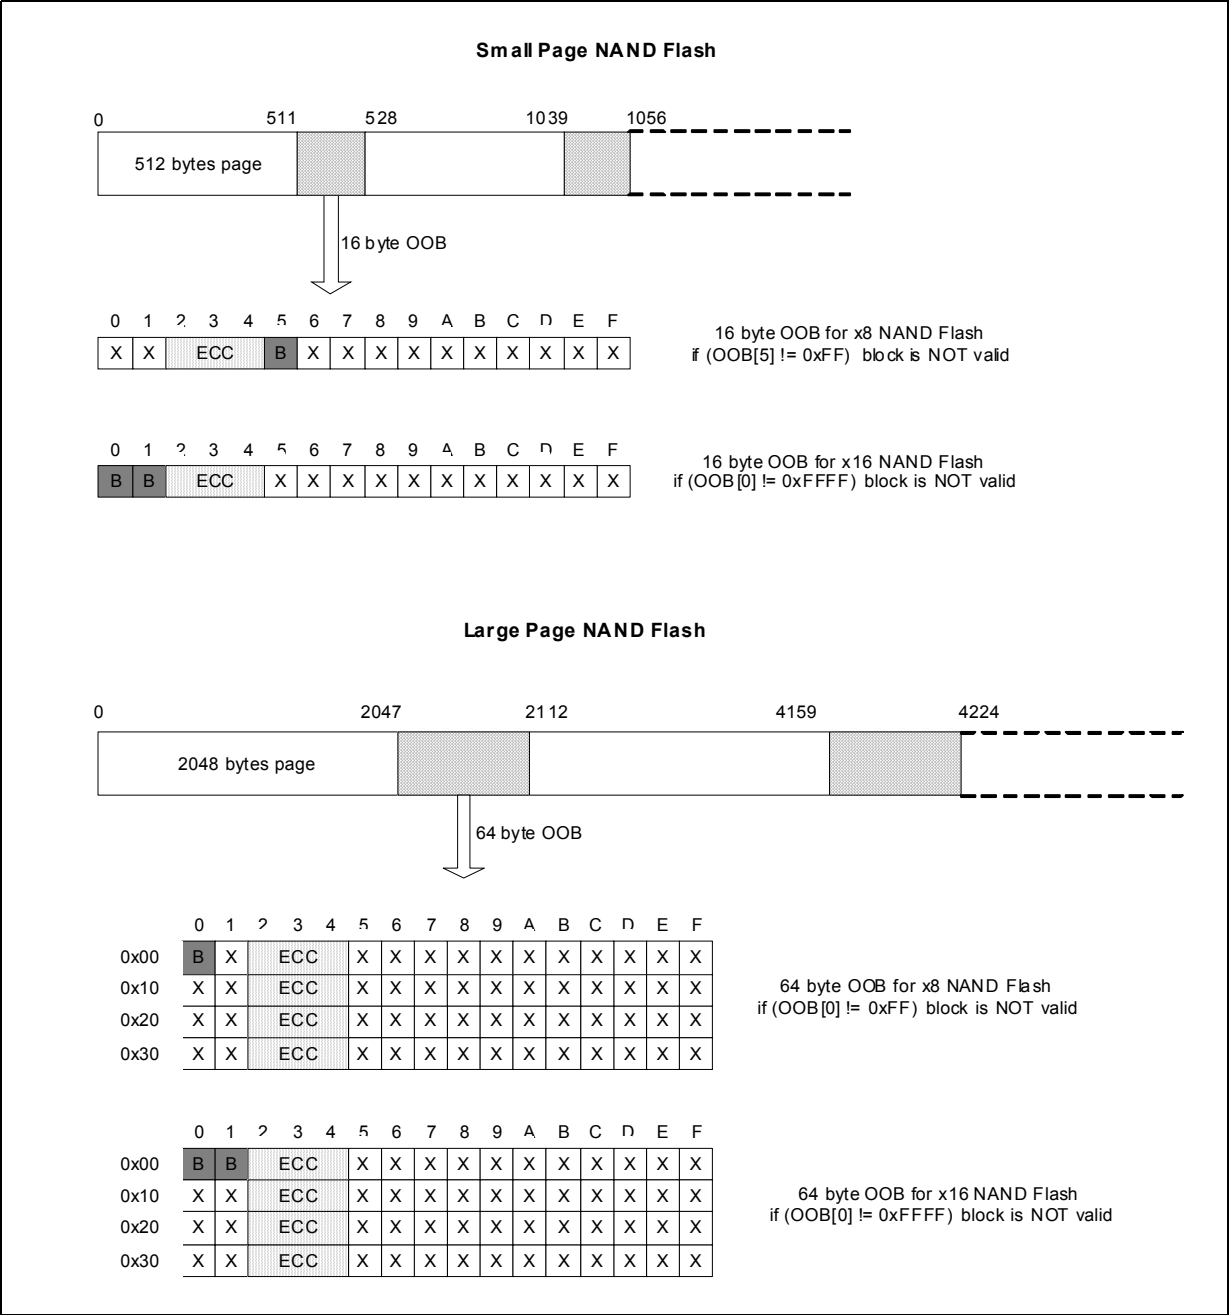 Small Page NAND Flash
0 511 528 1039 1056
512 bytes page
16 byte OOB
0 1 2 3 4 5 6 7 8 9 A B C D E F
X X ECC B X X X X X X X X X X
16 byte OOB for x8 NAND Flash
if (OOB[5] != 0xFF) block is NOT valid
0 1 2 3 4 5 6 7 8 9 A B C D E F
B B ECC X X X X X X X X X X X
16 byte OOB for x16 NAND Flash
if (OOB[0] != 0xFFFF) block is NOT valid
Large Page NAND Flash
0 2047 2112 4159 4224
2048 bytes page
64 byte OOB
0 1 2 3 4 5 6 7 8 9 A B C D E F
0x00 B X ECC X X X X X X X X X X X
0x10 X X ECC X X X X X X X X X X X
0x20 X X ECC X X X X X X X X X X X
0x30 X X ECC X X X X X X X X X X X
64 byte OOB for x8 NAND Flash
if (OOB[0] != 0xFF) block is NOT valid
0 1 2 3 4 5 6 7 8 9 A B C D E F
0x00 B B ECC X X X X X X X X X X X
0x10 X X ECC X X X X X X X X X X X
0x20 X X ECC X X X X X X X X X X X
0x30 X X ECC X X X X X X X X X X X
64 byte OOB for x16 NAND Flash
if (OOB[0] != 0xFFFF) block is NOT valid